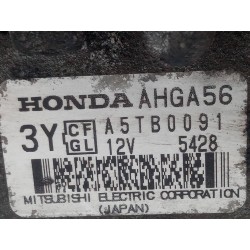 HONDA AHGA56
3Y CF GL A5TB0091
12V 5428
MITSUBISHI ELECTRIC CORPORATION
(JAPAN)